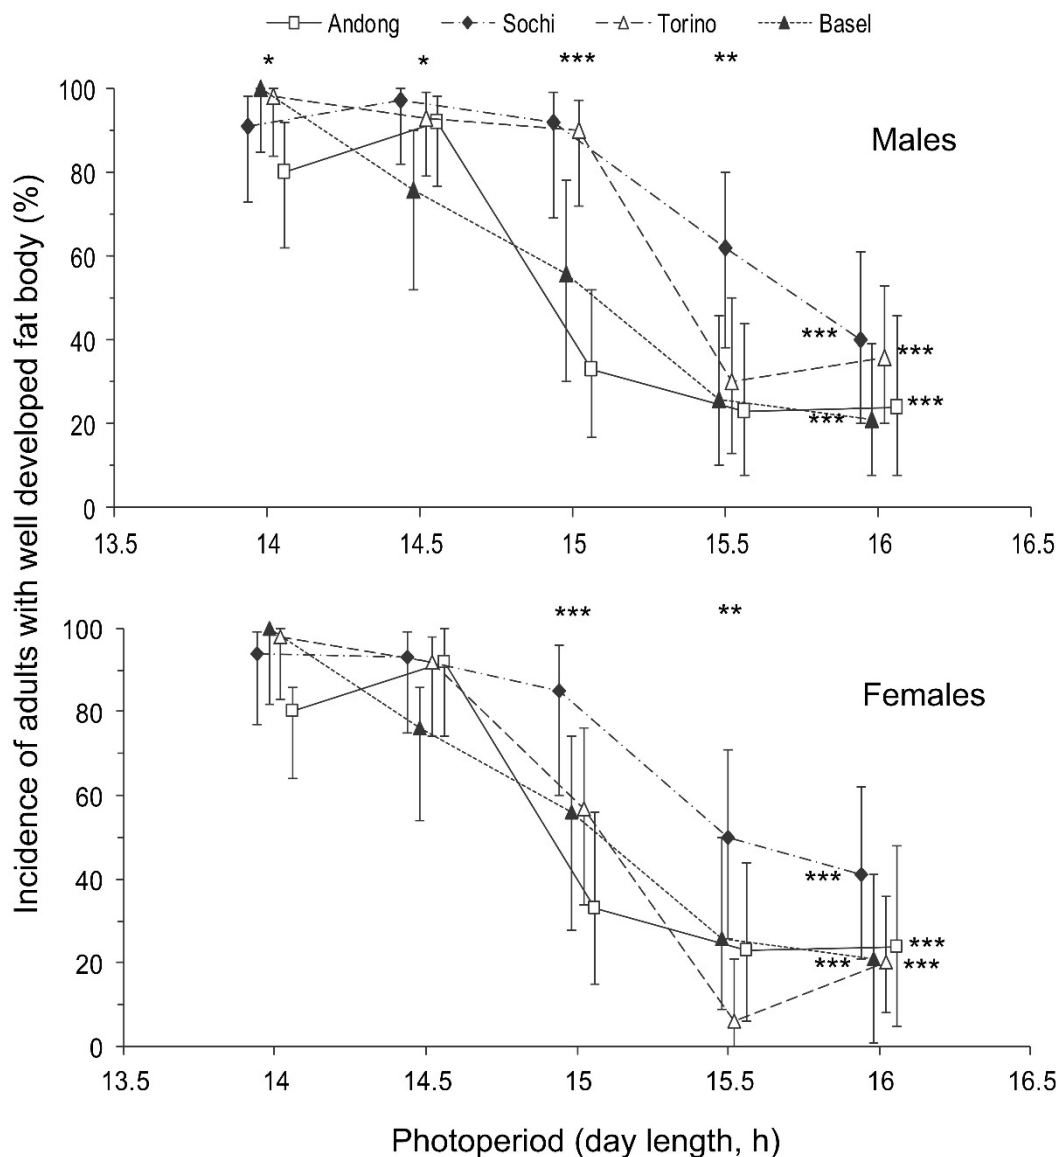 Andong Sochi Torino Basel
* * *** **
Males
100
80
60
40
20
0
*** *** *** ***
13.5 14 14.5 15 15.5 16 16.5
*** **
Females
100
80
60
40
20
0
*** *** *** ***
13.5 14 14.5 15 15.5 16 16.5
Incidence of adults with well developed fat body (%)
Photoperiod (day length, h)